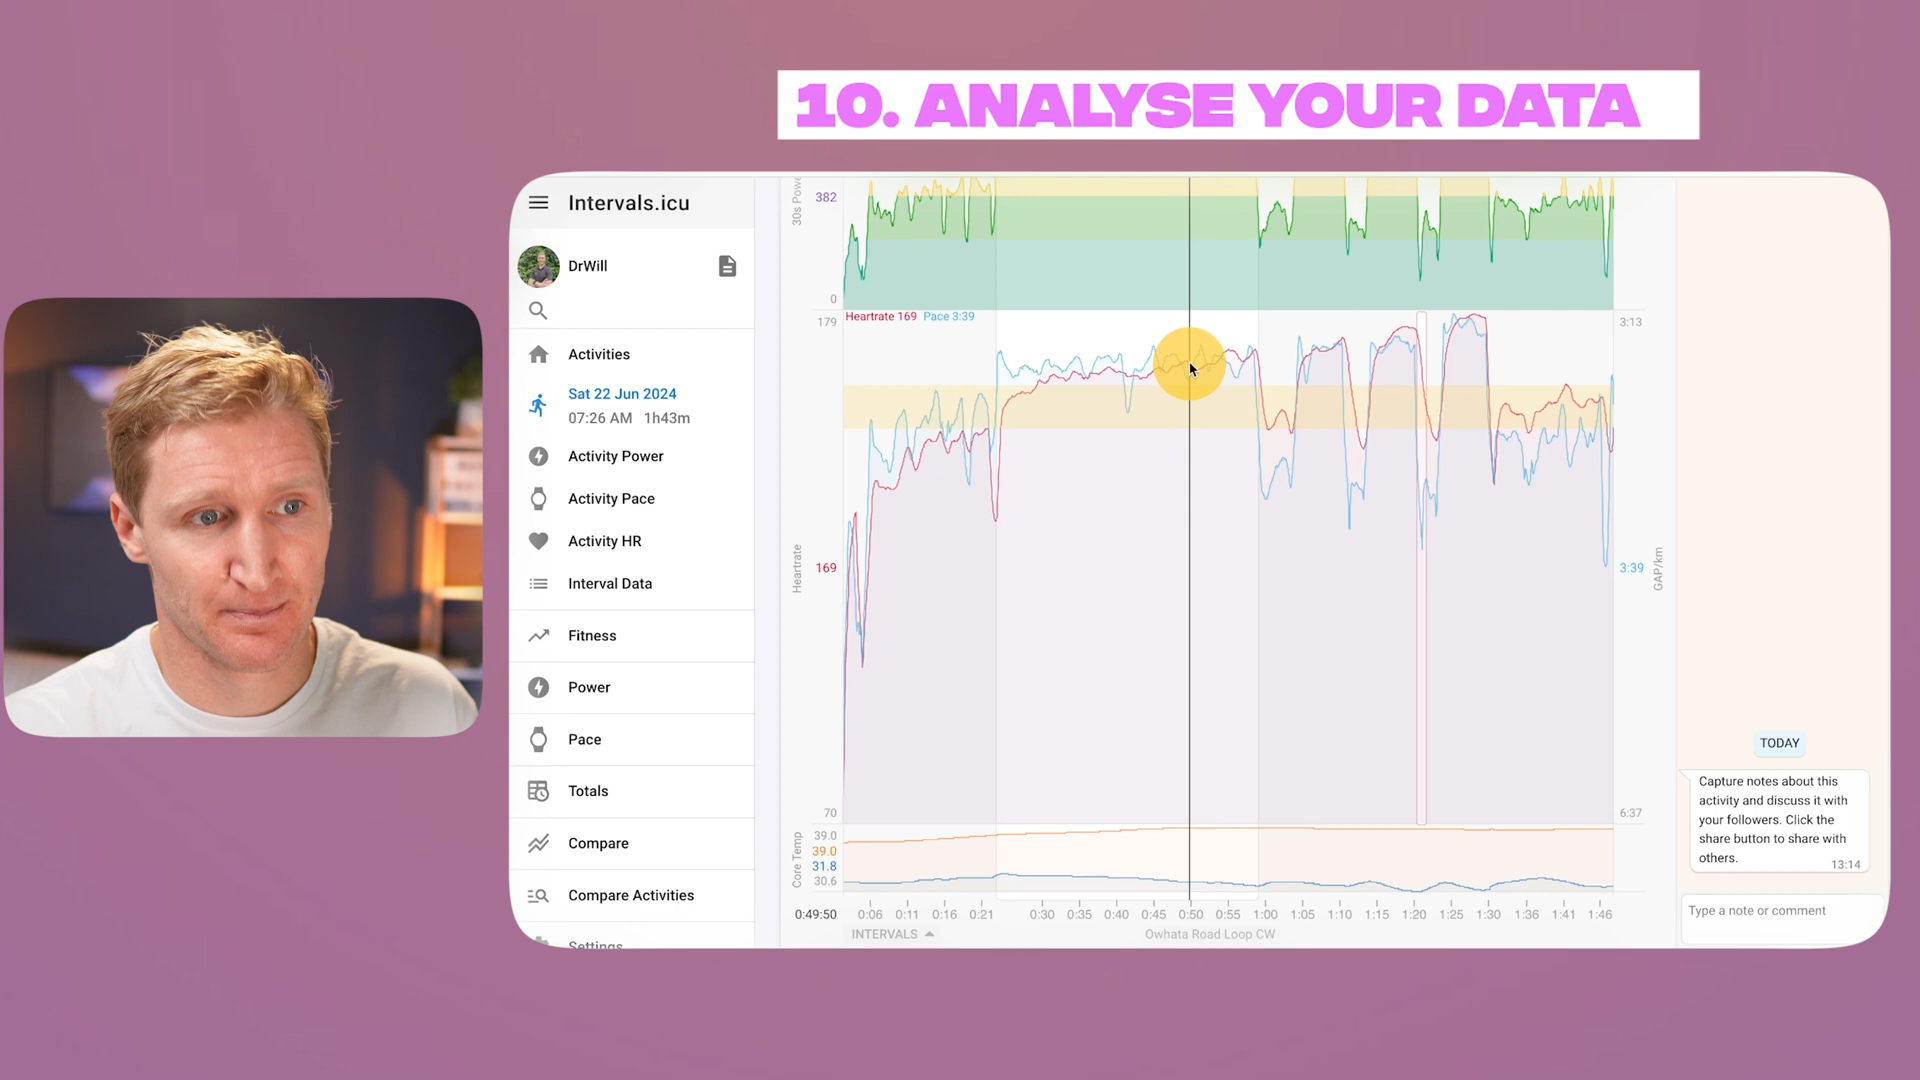 10. ANALYSE YOUR DATA
Intervals.icu
DrWill
Activities
Sat 22 Jun 2024
07:26 AM 1h43m
Activity Power
Activity Pace
Activity HR
Interval Data
Fitness
Power
Pace
Totals
Compare
Compare Activities
Settings
30s Powe
382
0
179
Heartrate 169 Pace 3:39
3:13
Heartrate
169
3:39
GAP/km
70
6:37
Core Temp
39.0
39.0
31.8
30.6
0:49:50 0:06 0:11 0:16 0:21 0:30 0:35 0:40 0:45 0:50 0:55 1:00 1:05 1:10 1:15 1:20 1:25 1:30 1:36 1:41 1:46
INTERVALS
Owhata Road Loop CW
TODAY
Capture notes about this
activity and discuss it with
your followers. Click the
share button to share with
others.
13:14
Type a note or comment